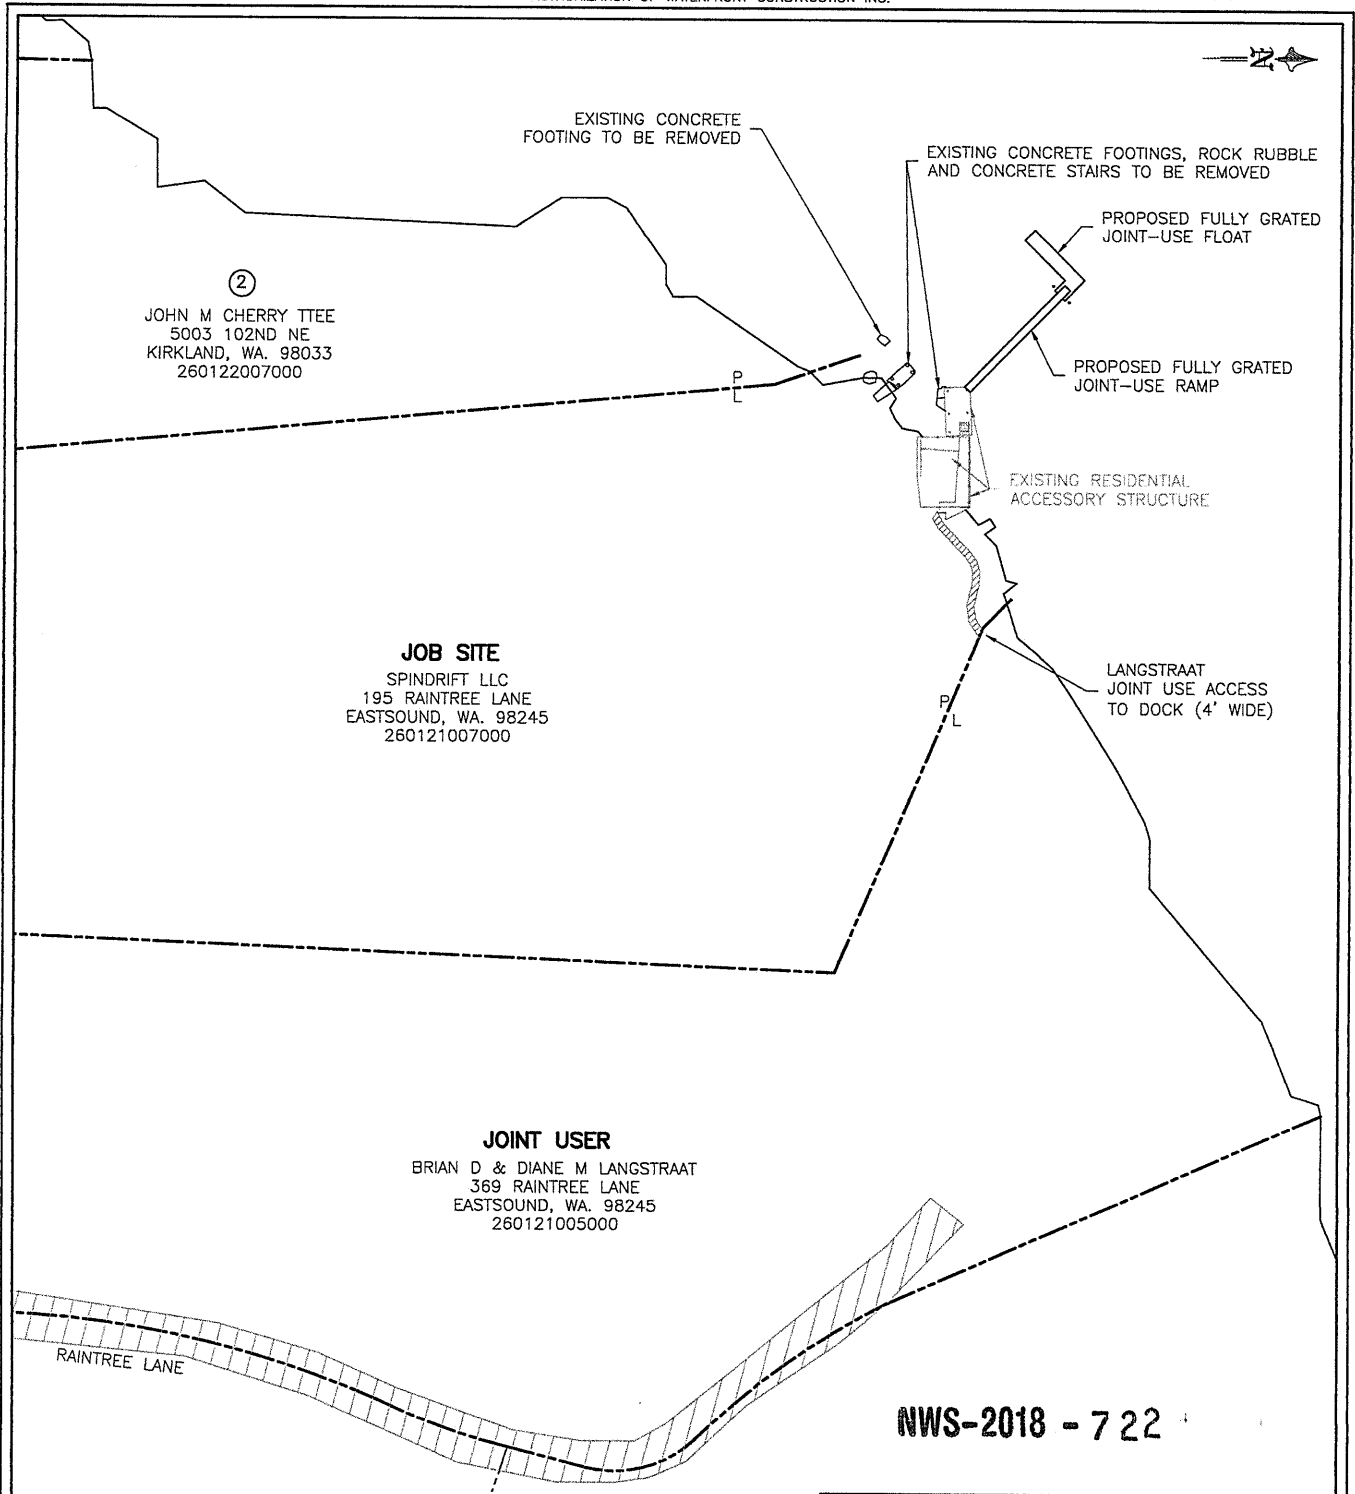 N
EXISTING CONCRETE
FOOTING TO BE REMOVED
EXISTING CONCRETE FOOTINGS, ROCK RUBBLE
AND CONCRETE STAIRS TO BE REMOVED
PROPOSED FULLY GRATED
JOINT-USE FLOAT
2
JOHN M CHERRY TTEE
5003 102ND NE
KIRKLAND, WA. 98033
260122007000
PROPOSED FULLY GRATED
JOINT-USE RAMP
P
L
EXISTING RESIDENTIAL
ACCESSORY STRUCTURE
JOB SITE
SPINDRIFT LLC
195 RAINTREE LANE
EASTSOUND, WA. 98245
260121007000
LANGSTRAAT
JOINT USE ACCESS
TO DOCK (4' WIDE)
P
L
JOINT USER
BRIAN D & DIANE M LANGSTRAAT
369 RAINTREE LANE
EASTSOUND, WA. 98245
260121005000
RAINTREE LANE
NWS-2018 - 722